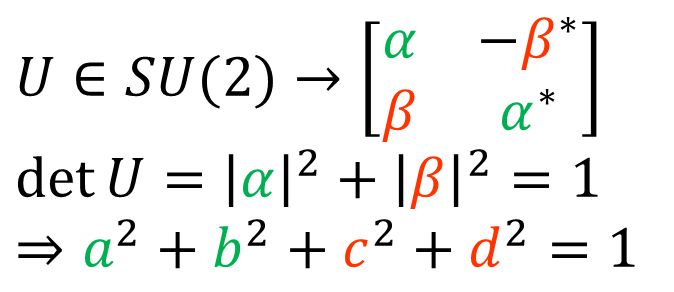 U ∈ SU(2) → [α −β*
β α*]
det U = |α|² + |β|² = 1
⇒ a² + b² + c² + d² = 1